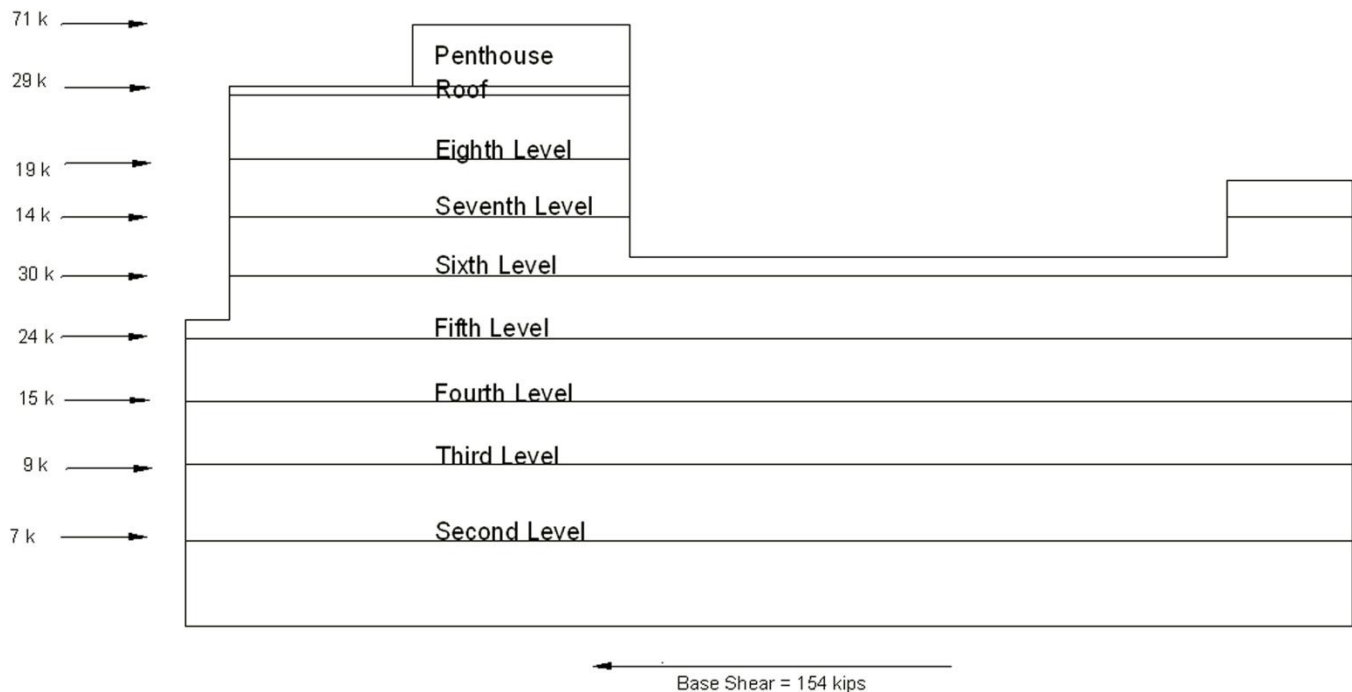 71 k
Penthouse
29 k
Roof
Eighth Level
19 k
Seventh Level
14 k
Sixth Level
30 k
Fifth Level
24 k
Fourth Level
15 k
Third Level
9 k
Second Level
7 k
Base Shear = 154 kips